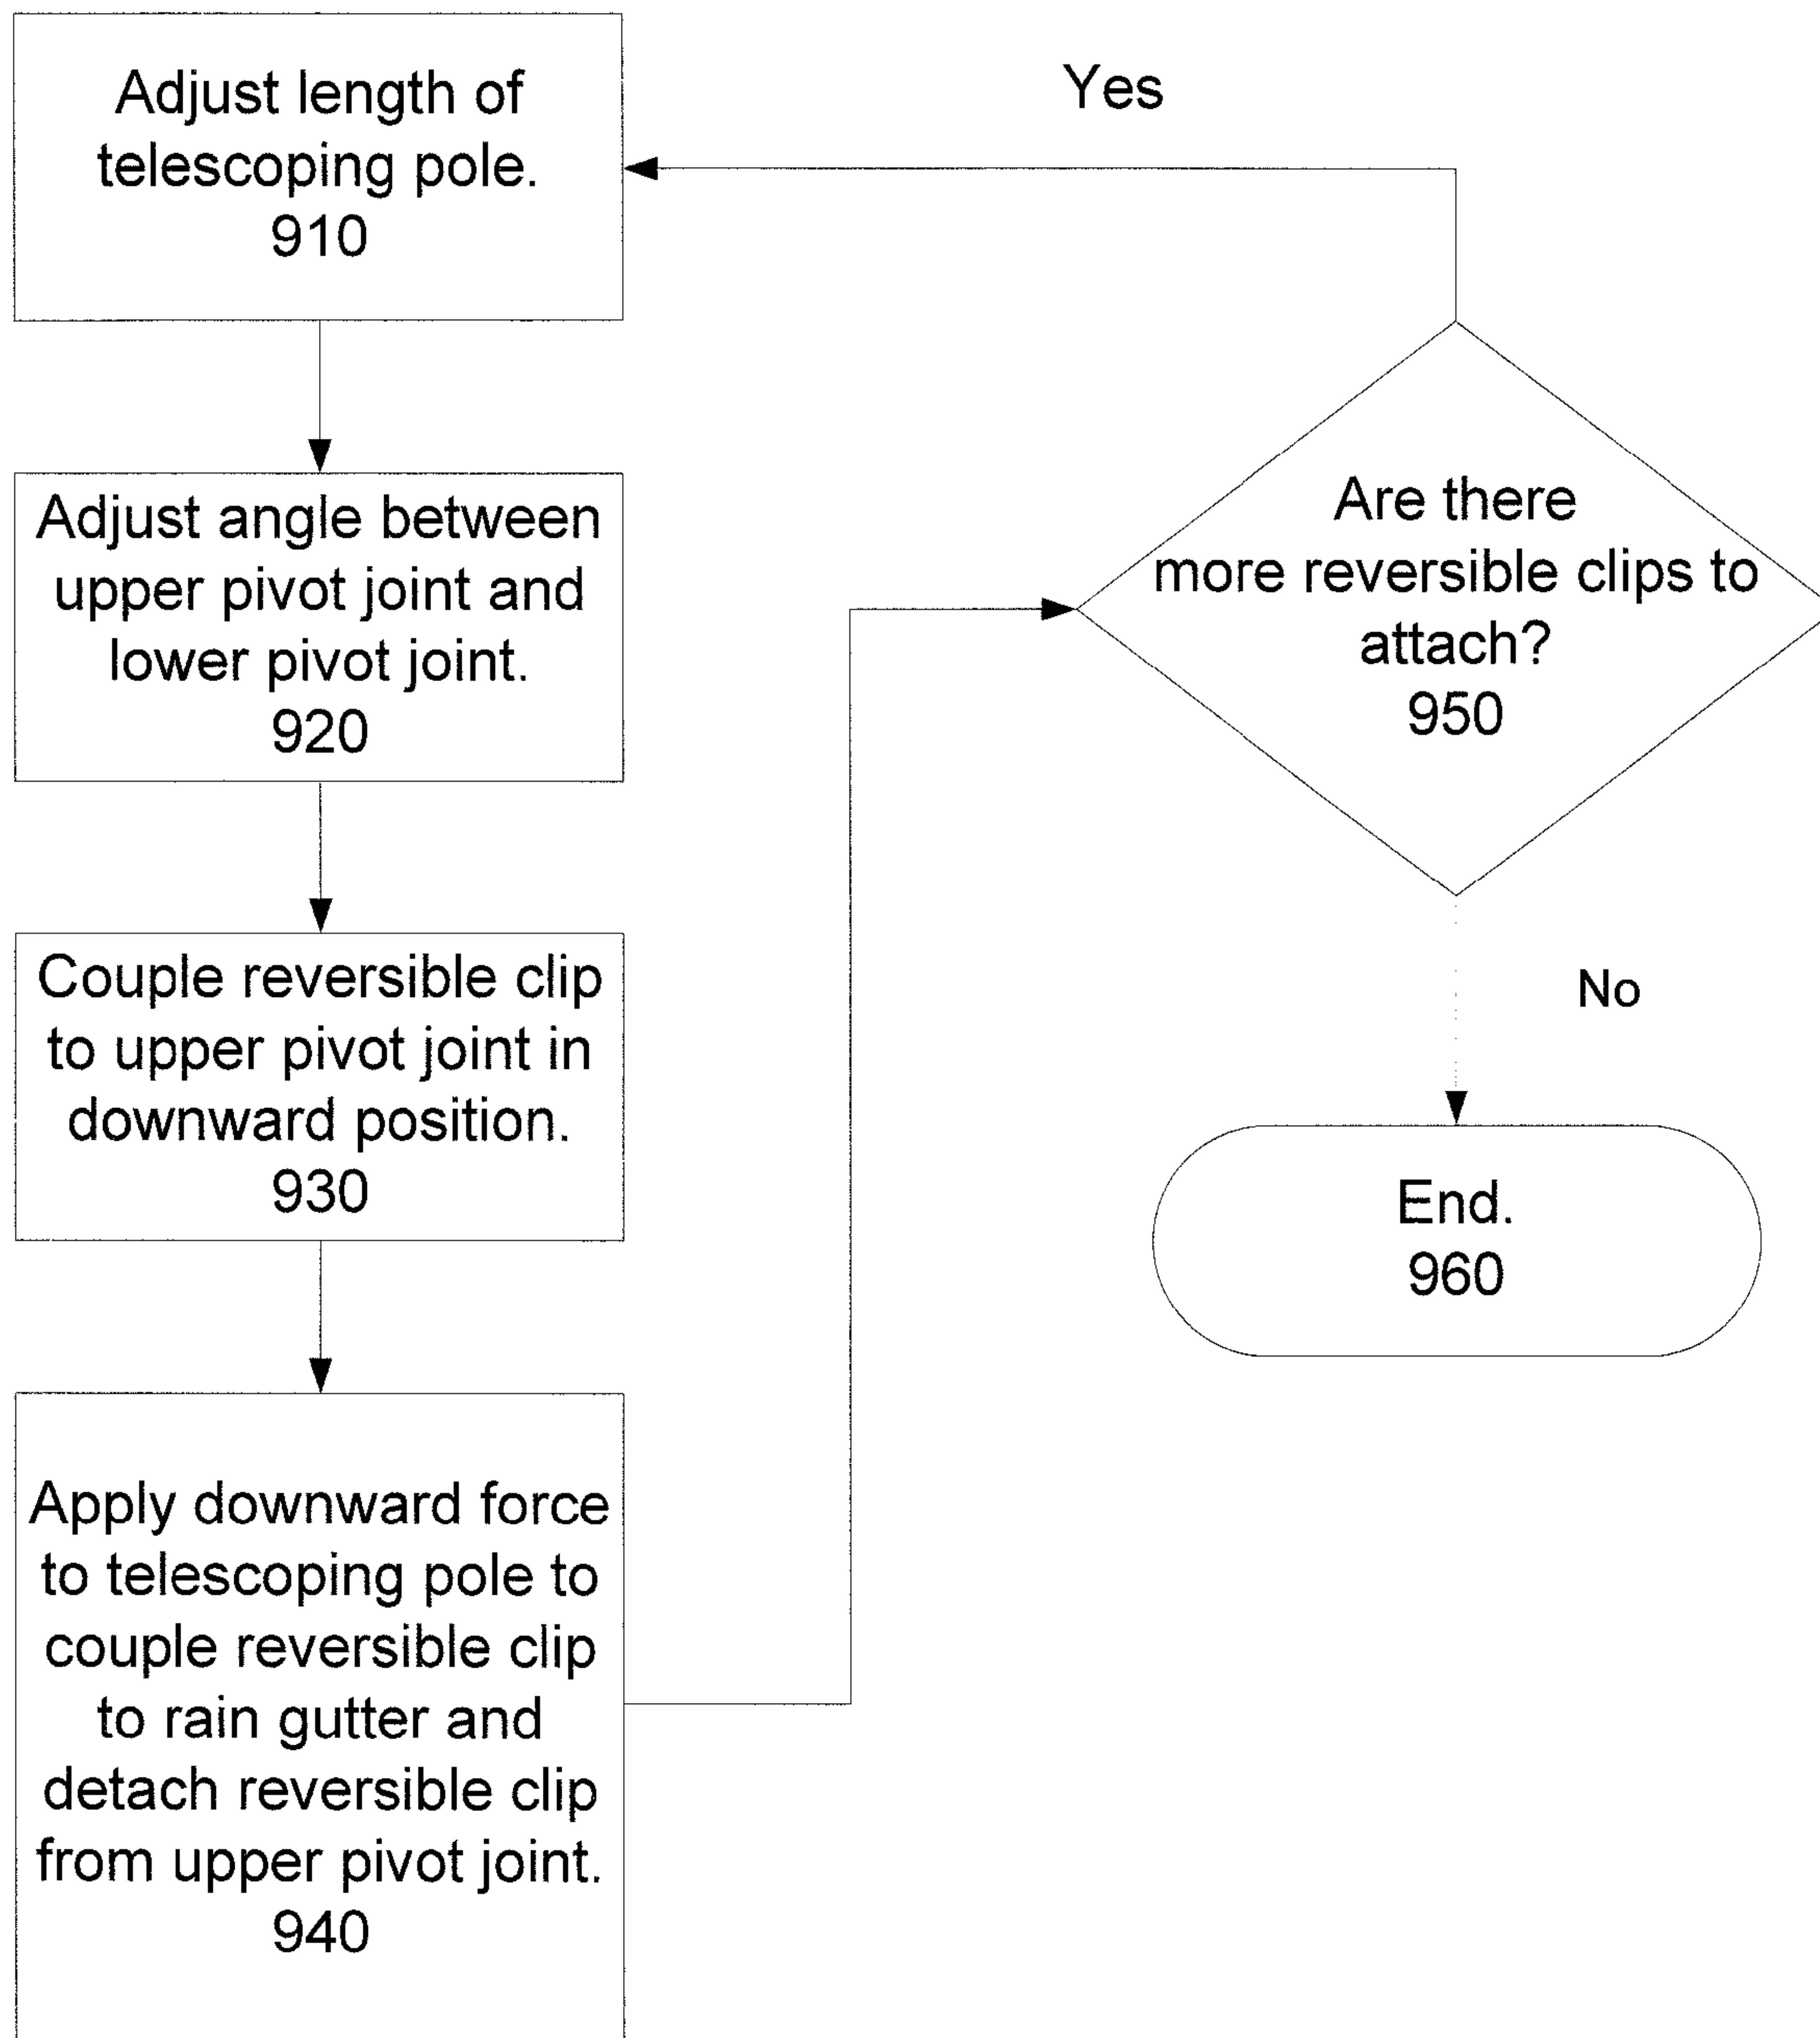 Adjust length of
telescoping pole.
910
Adjust angle between
upper pivot joint and
lower pivot joint.
920
Couple reversible clip
to upper pivot joint in
downward position.
930
Apply downward force
to telescoping pole to
couple reversible clip
to rain gutter and
detach reversible clip
from upper pivot joint.
940
Yes
Are there
more reversible clips to
attach?
950
No
End.
960